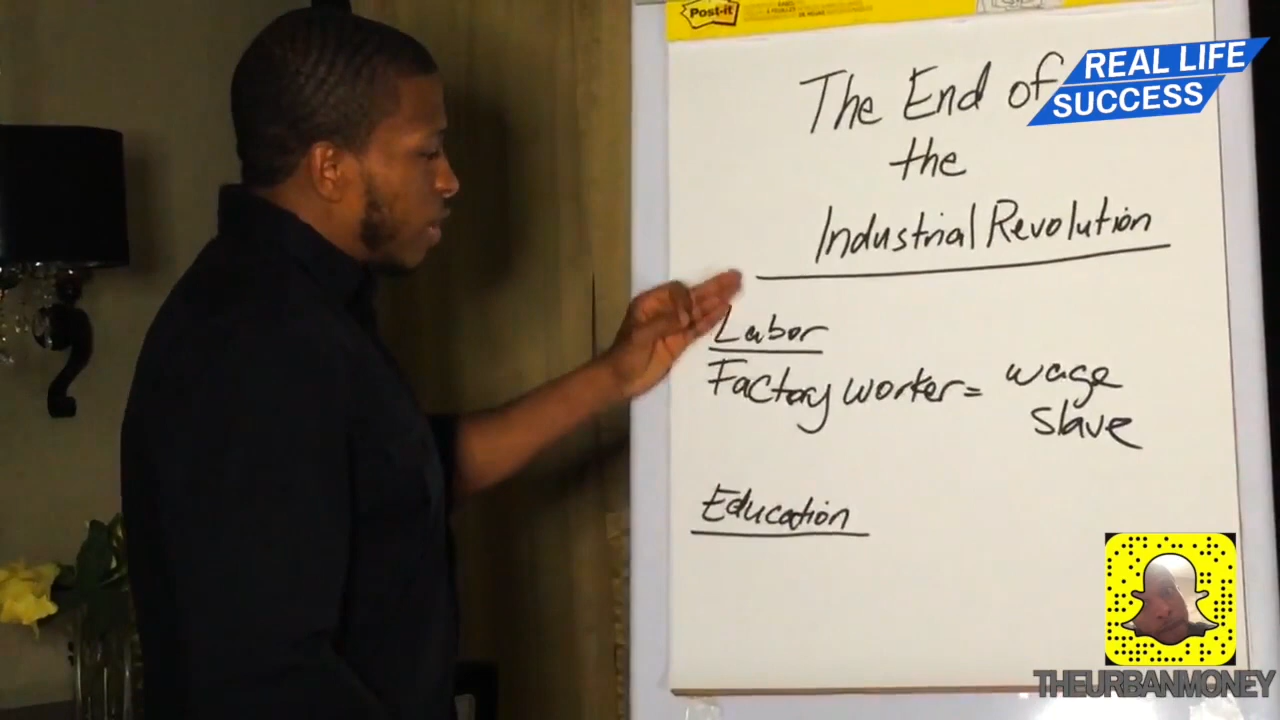 Post-it
The End of
the
Industrial Revolution
Labor
Factory worker = wage
slave
Education
REAL LIFE
SUCCESS
THEURBANMONEY